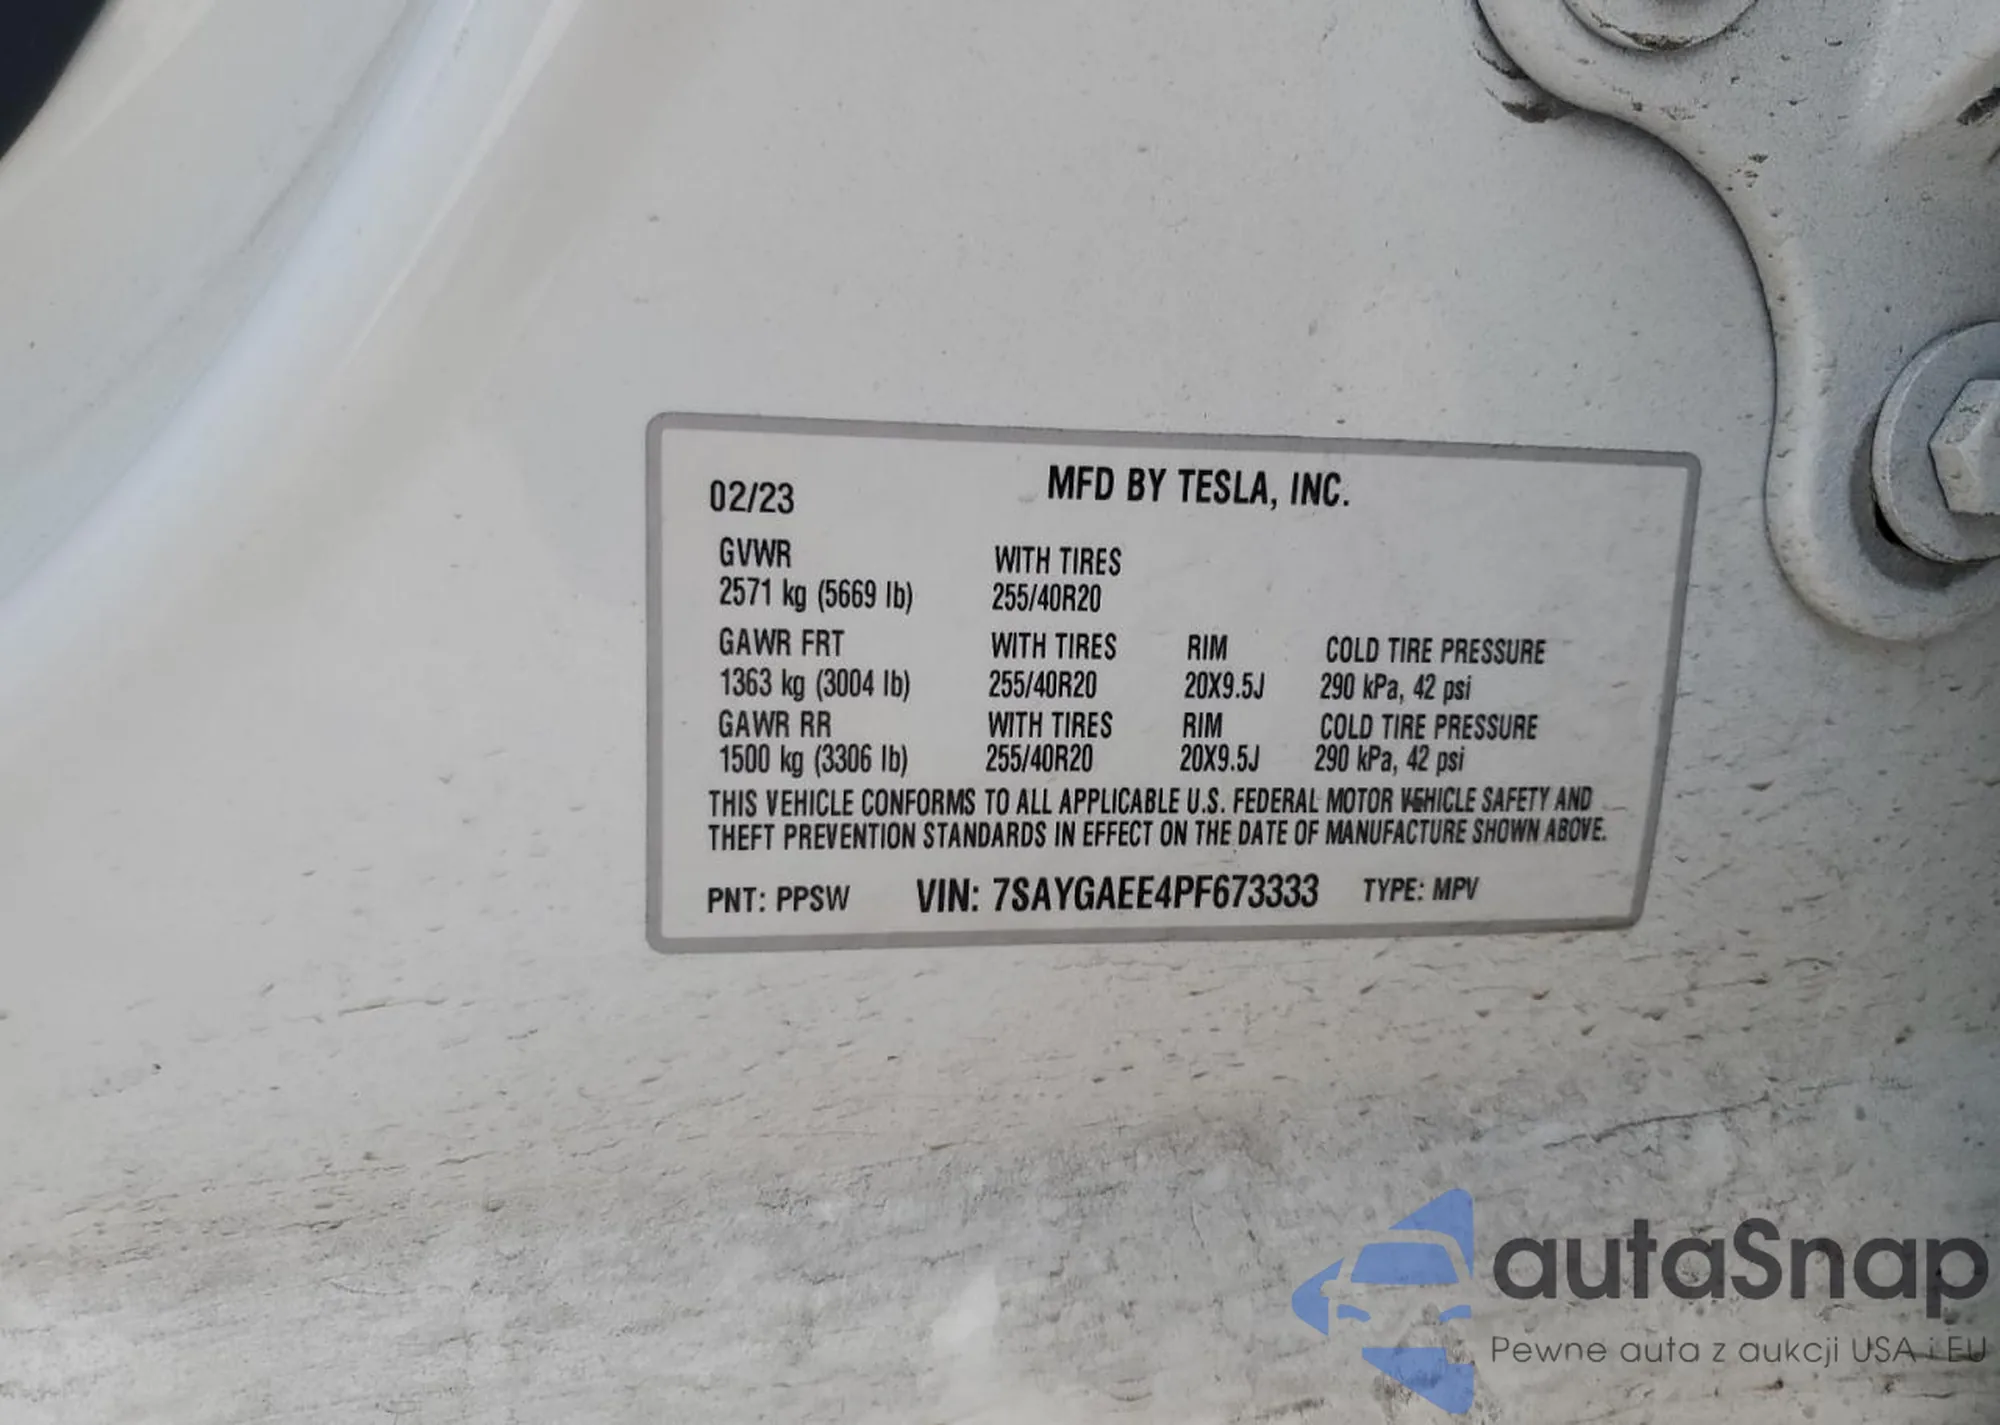 02/23 MFD BY TESLA, INC.
GVWR WITH TIRES
2571 kg (5669 lb) 255/40R20
GAWR FRT WITH TIRES RIM COLD TIRE PRESSURE
1363 kg (3004 lb) 255/40R20 20X9.5J 290 kPa, 42 psi
GAWR RR WITH TIRES RIM COLD TIRE PRESSURE
1500 kg (3306 lb) 255/40R20 20X9.5J 290 kPa, 42 psi
THIS VEHICLE CONFORMS TO ALL APPLICABLE U.S. FEDERAL MOTOR VEHICLE SAFETY AND
THEFT PREVENTION STANDARDS IN EFFECT ON THE DATE OF MANUFACTURE SHOWN ABOVE.
PNT: PPSW VIN: 7SAYGAEE4PF673333 TYPE: MPV
autaSnap
Pewne auta z aukcji USA i EU